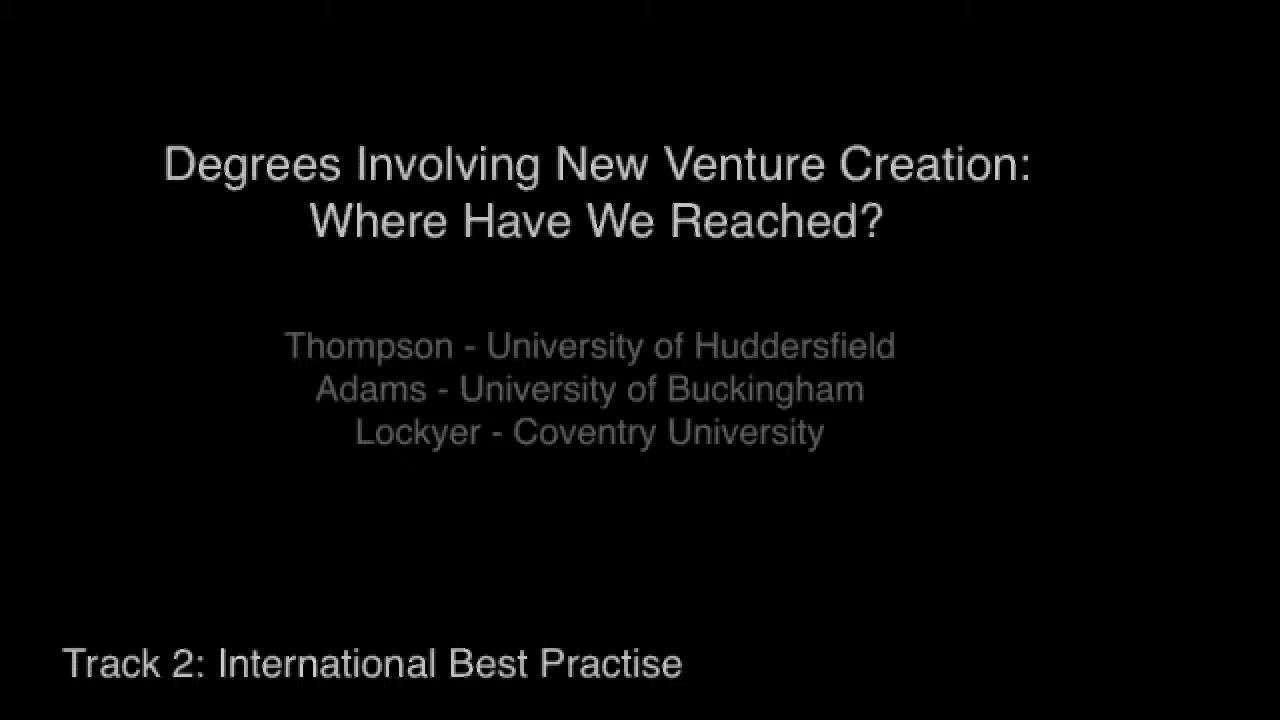 Degrees Involving New Venture Creation:
Where Have We Reached?
Thompson - University of Huddersfield
Adams - University of Buckingham
Lockyer - Coventry University
Track 2: International Best Practise